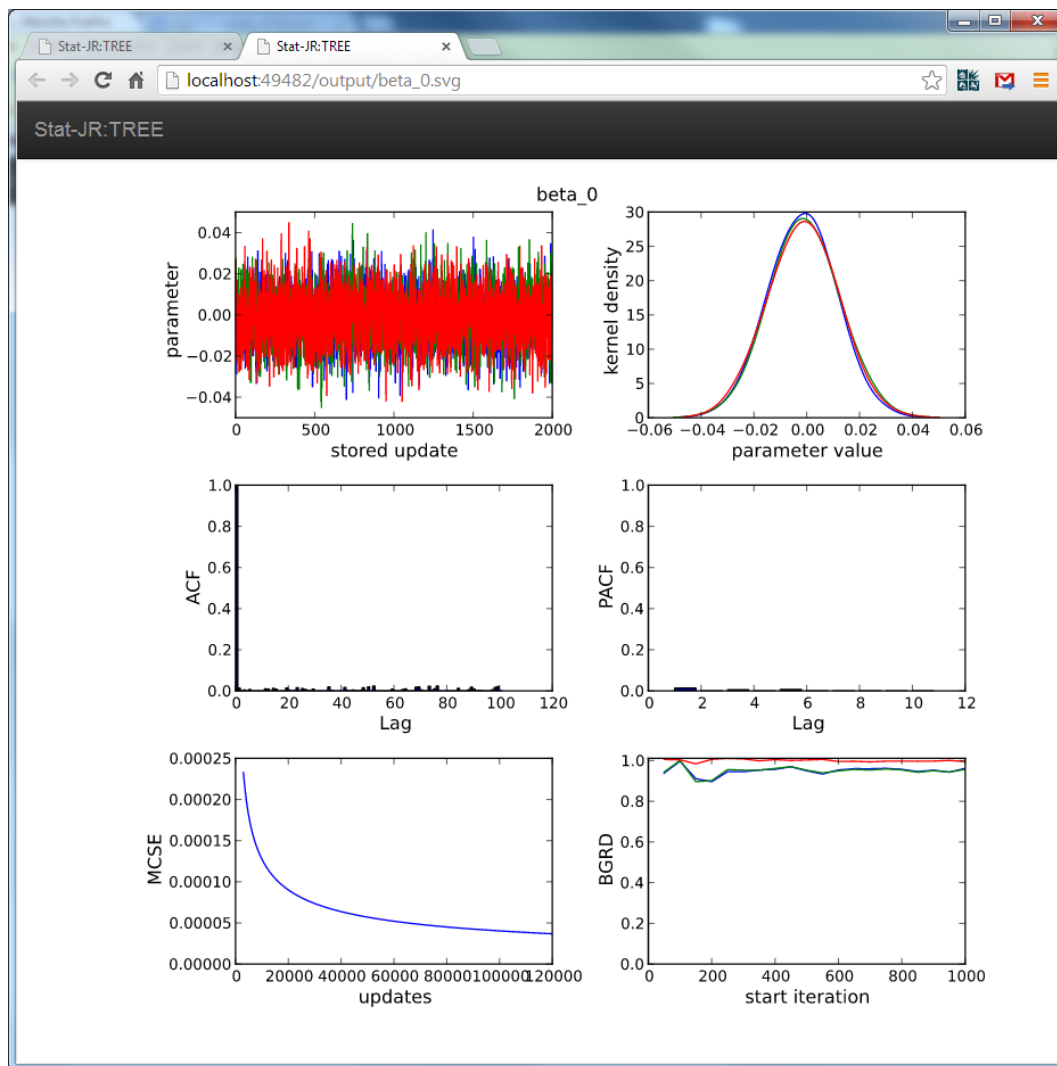 Stat-JR:TREE
Stat-JR:TREE
localhost:49482/output/beta_0.svg
Stat-JR:TREE
beta_0
0.04
0.02
0.00
−0.02
−0.04
parameter
0 500 1000 1500 2000
stored update
30
25
20
15
10
5
0
kernel density
−0.06 −0.04 −0.02 0.00 0.02 0.04 0.06
parameter value
1.0
0.8
0.6
0.4
0.2
0.0
ACF
0 20 40 60 80 100 120
Lag
1.0
0.8
0.6
0.4
0.2
0.0
PACF
0 2 4 6 8 10 12
Lag
0.00025
0.00020
0.00015
0.00010
0.00005
0.00000
MCSE
0 20000 40000 60000 80000 100000 120000
updates
1.0
0.8
0.6
0.4
0.2
0.0
BGRD
0 200 400 600 800 1000
start iteration